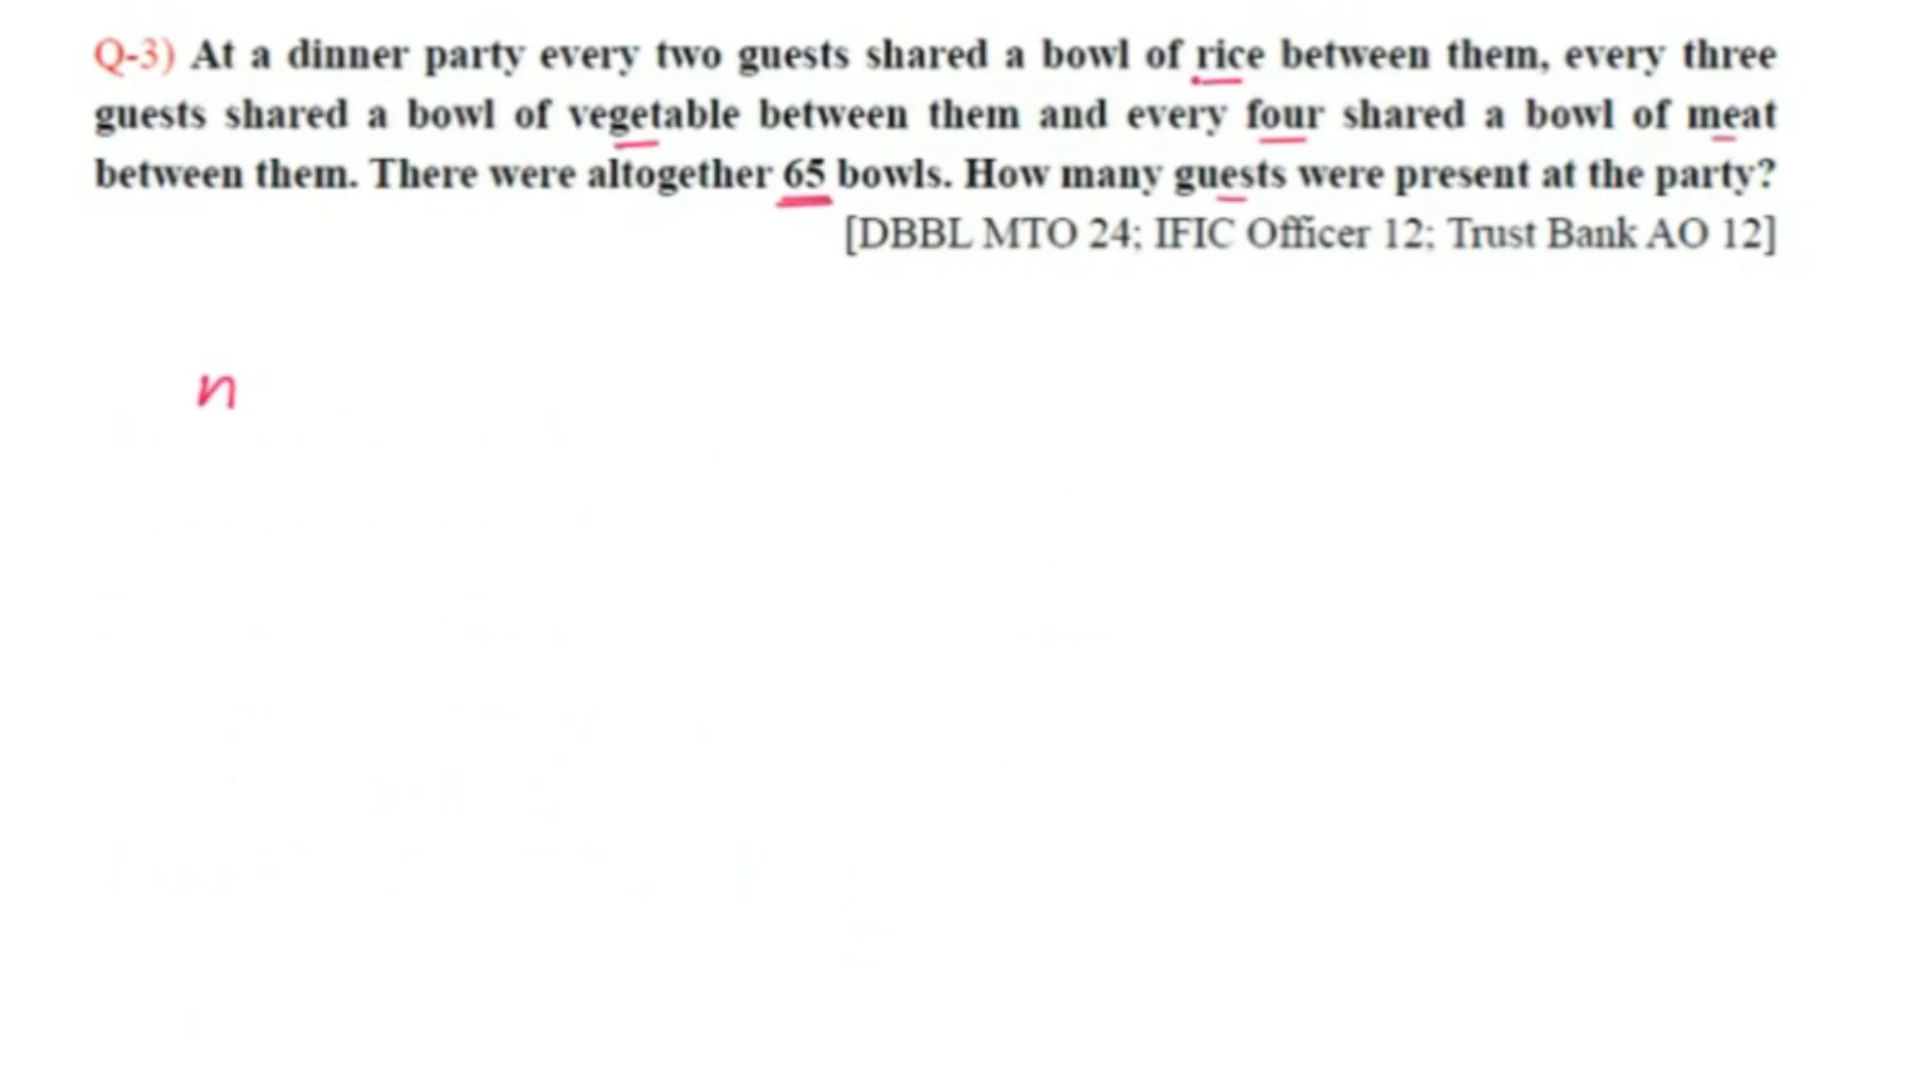 Q-3) At a dinner party every two guests shared a bowl of rice between them, every three
guests shared a bowl of vegetable between them and every four shared a bowl of meat
between them. There were altogether 65 bowls. How many guests were present at the party?
[DBBL MTO 24; IFIC Officer 12; Trust Bank AO 12]
n